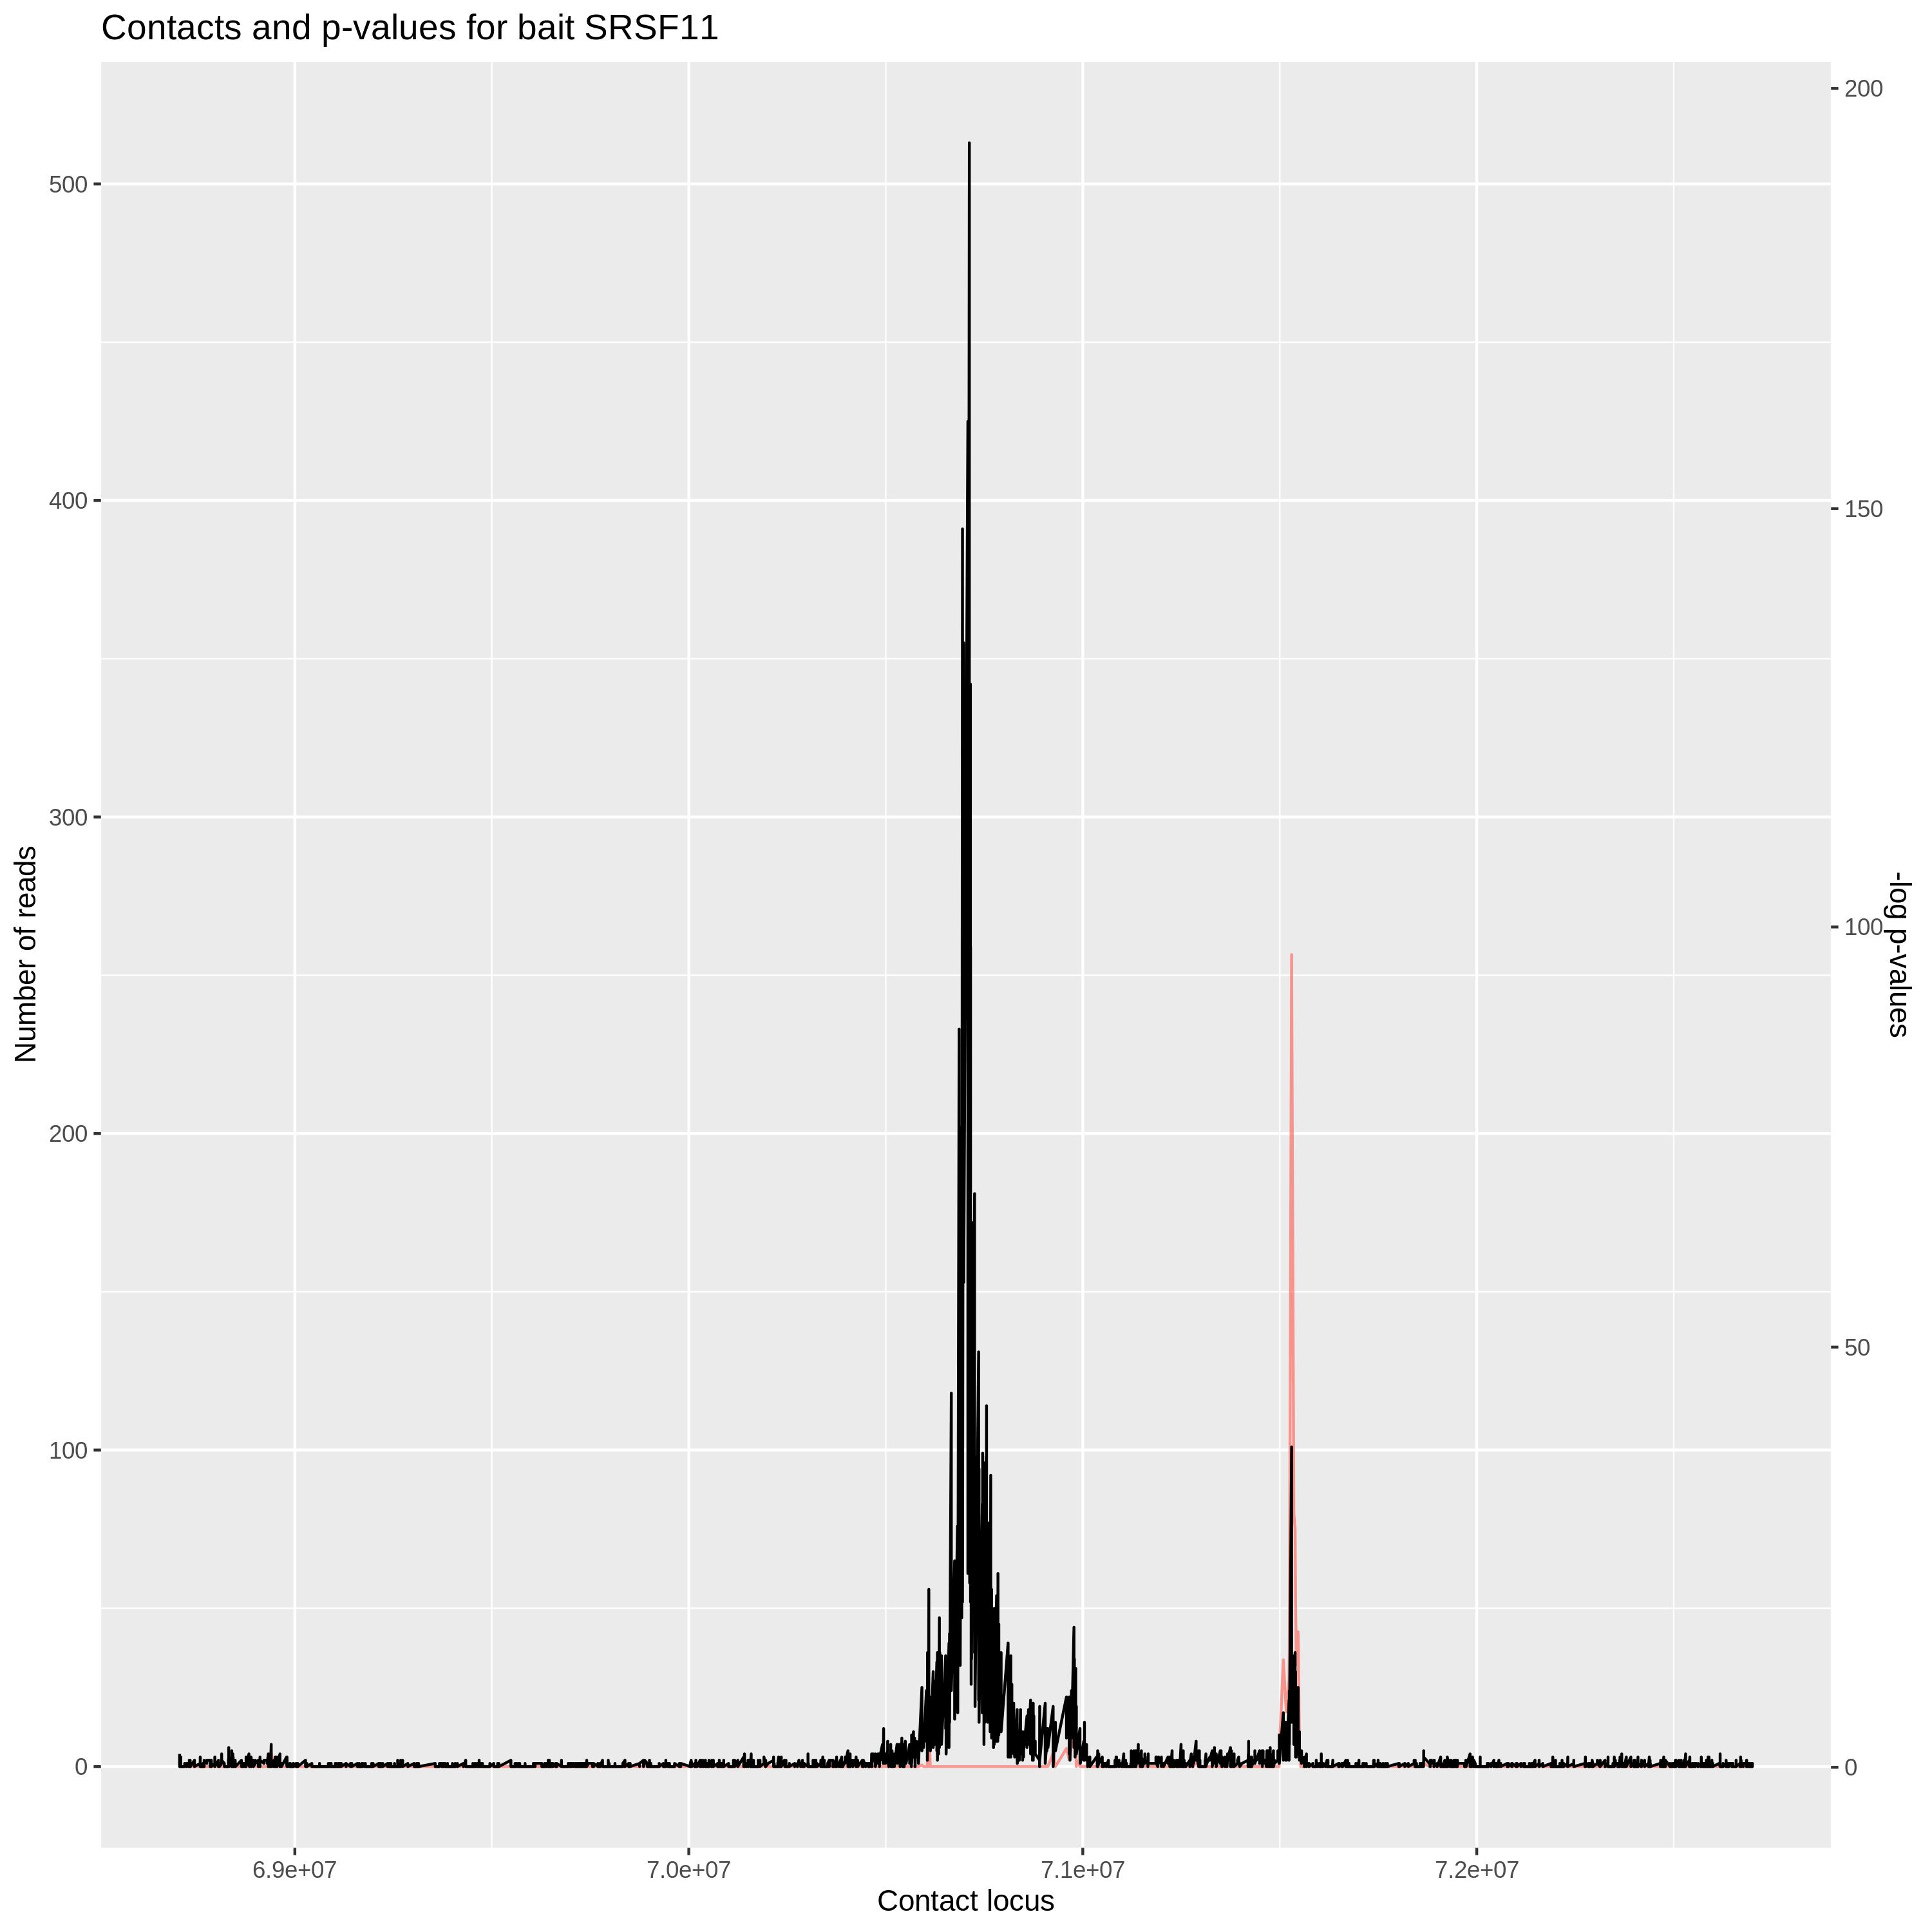 Contacts and p-values for bait SRSF11
200
500
400
150
300
Number of reads
-log p-values
100
200
50
100
0
0
6.9e+07
7.0e+07
7.1e+07
7.2e+07
Contact locus